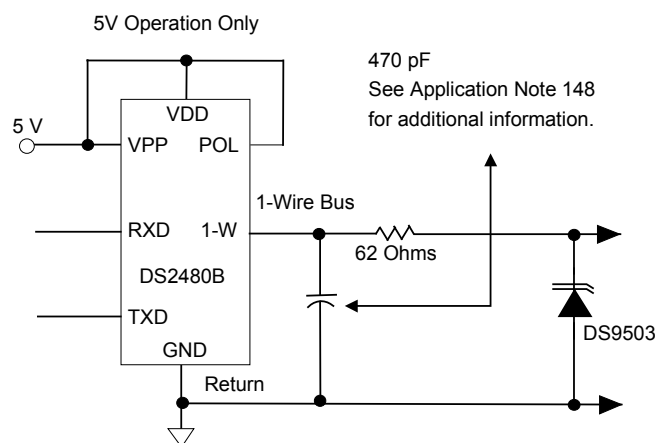 5V Operation Only
470 pF
See Application Note 148
for additional information.
VDD
5 V
VPP
POL
1-Wire Bus
RXD
1-W
62 Ohms
DS2480B
TXD
DS9503
GND
Return